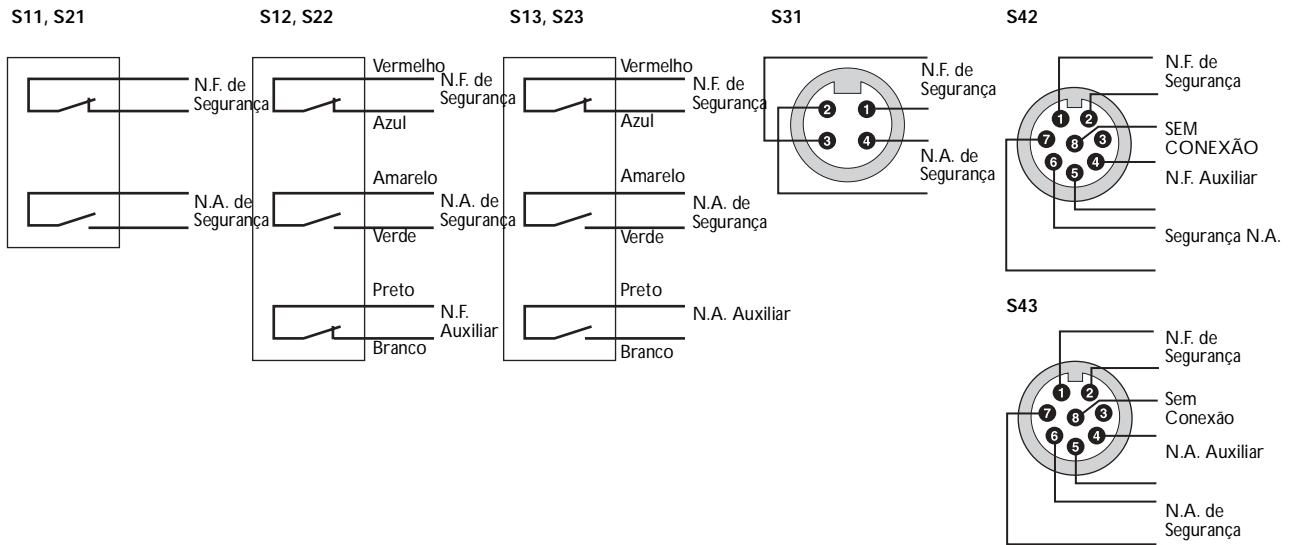 S11, S21
N.F. de
Segurança
N.A. de
Segurança
S12, S22
Vermelho
N.F. de
Segurança
Azul
Amarelo
N.A. de
Segurança
Verde
Preto
N.F.
Auxiliar
Branco
S13, S23
Vermelho
N.F. de
Segurança
Azul
Amarelo
N.A. de
Segurança
Verde
Preto
N.A. Auxiliar
Branco
S31
N.F. de
Segurança
2 1
3 4
N.A. de
Segurança
S42
N.F. de
Segurança
1 2
SEM
CONEXÃO
7 8 3
6 4
5
N.F. Auxiliar
Segurança N.A.
S43
N.F. de
Segurança
1 2
Sem
Conexão
7 8 3
6 4
5
N.A. Auxiliar
N.A. de
Segurança